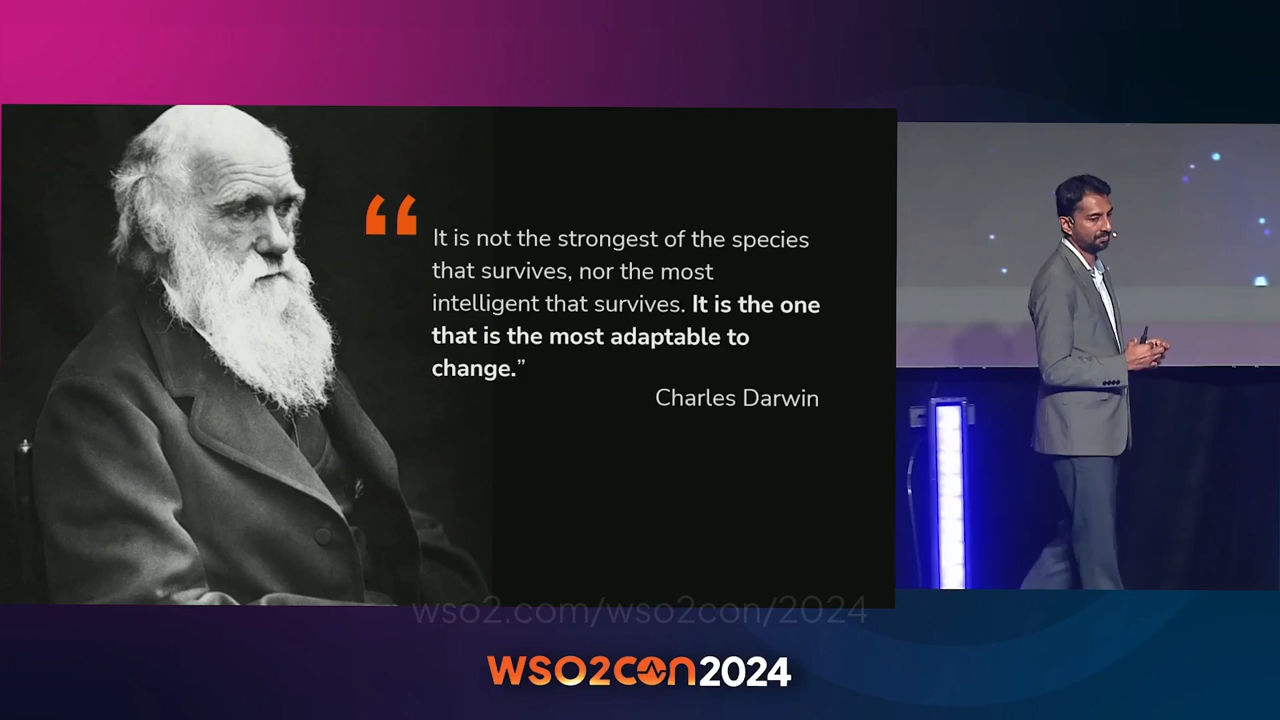 “
It is not the strongest of the species
that survives, nor the most
intelligent that survives. It is the one
that is the most adaptable to
change.”
Charles Darwin
wso2.com/wso2con/2024
WSO2CON2024